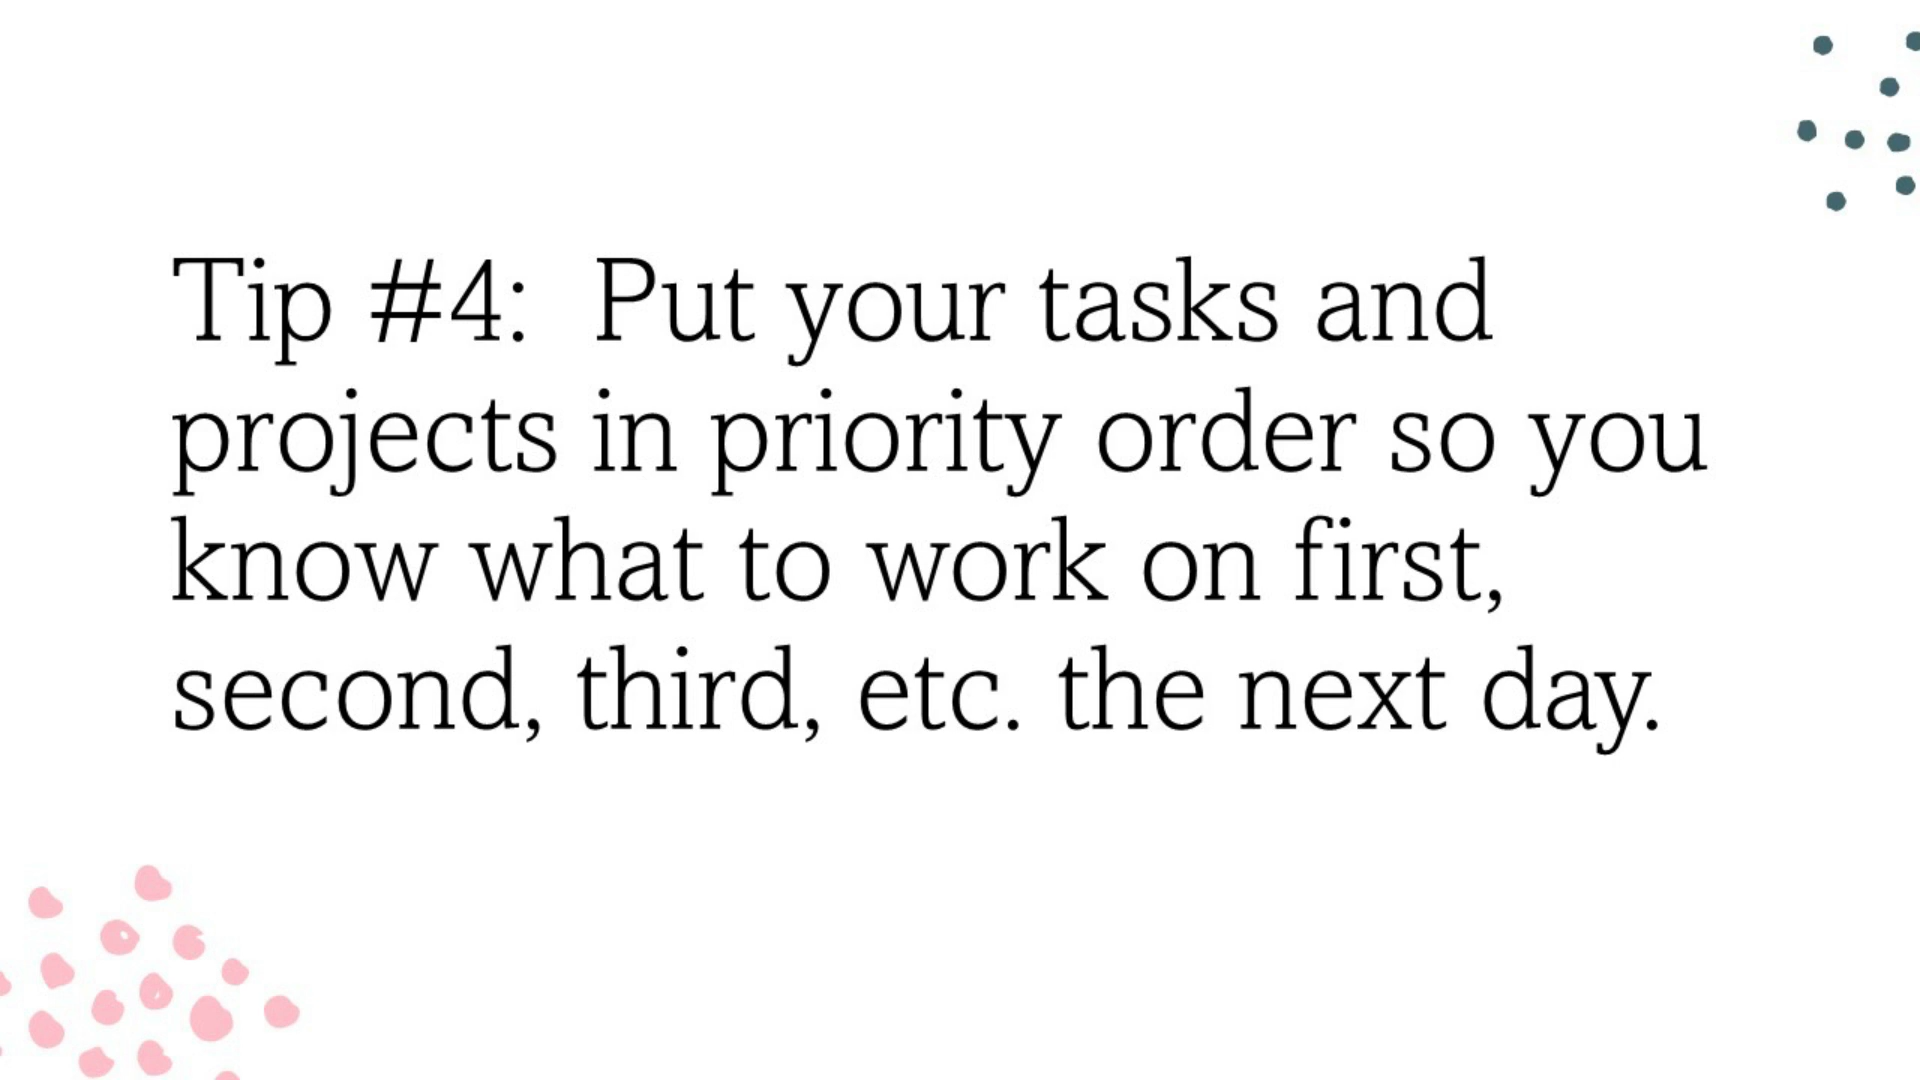 Tip #4:  Put your tasks and
projects in priority order so you
know what to work on first,
second, third, etc. the next day.